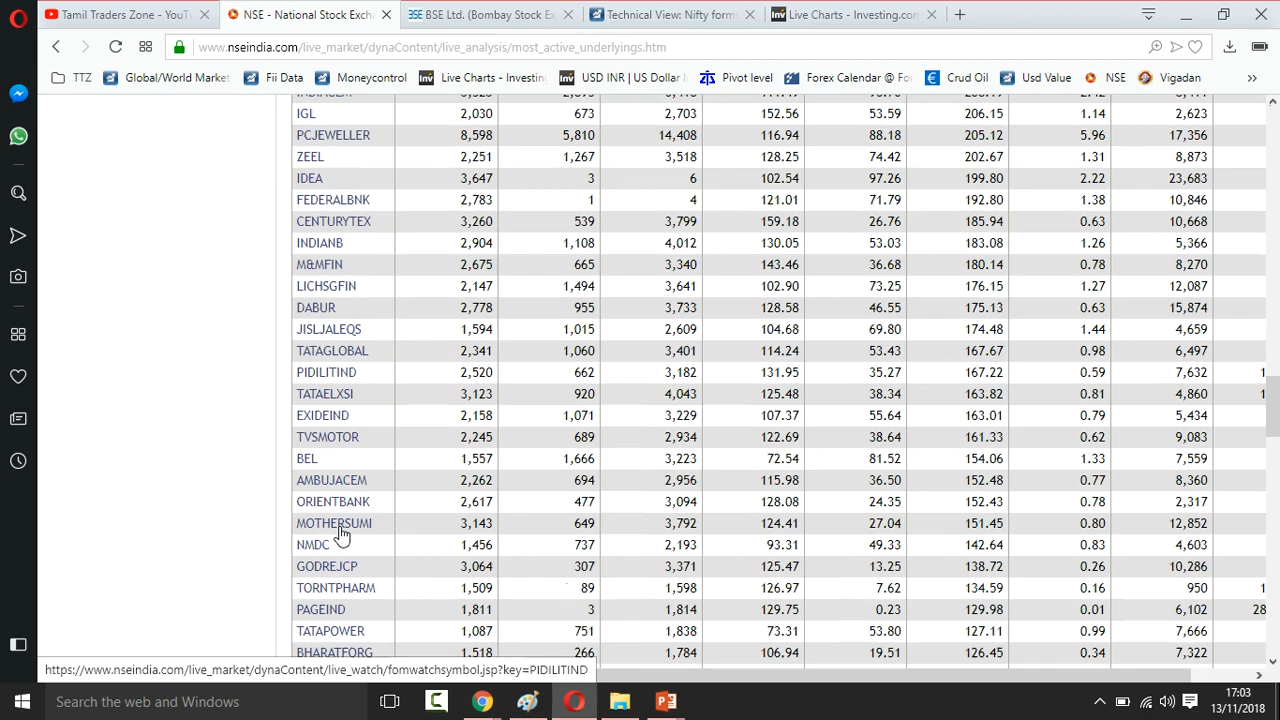 Tamil Traders Zone - YouTu
NSE - National Stock Exch
BSE Ltd. (Bombay Stock Ex
Technical View: Nifty form
Live Charts - Investing.com
www.nseindia.com/live_market/dynaContent/live_analysis/most_active_underlyings.htm
TTZ Global/World Market Fii Data Moneycontrol Live Charts - Investing USD INR | US Dollar I Pivot level Forex Calendar @ Fo Crud Oil Usd Value NSE Vigadan
IGL 2,030 673 2,703 152.56 53.59 206.15 1.14 2,623
PCJEWELLER 8,598 5,810 14,408 116.94 88.18 205.12 5.96 17,356
ZEEL 2,251 1,267 3,518 128.25 74.42 202.67 1.31 8,873
IDEA 3,647 3 6 102.54 97.26 199.80 2.22 23,683
FEDERALBNK 2,783 1 4 121.01 71.79 192.80 1.38 10,846
CENTURYTEX 3,260 539 3,799 159.18 26.76 185.94 0.63 10,668
INDIANB 2,904 1,108 4,012 130.05 53.03 183.08 1.26 5,366
M&MFIN 2,675 665 3,340 143.46 36.68 180.14 0.78 8,270
LICHSGFIN 2,147 1,494 3,641 102.90 73.25 176.15 1.27 12,087
DABUR 2,778 955 3,733 128.58 46.55 175.13 0.63 15,874
JISLJALEQS 1,594 1,015 2,609 104.68 69.80 174.48 1.44 4,659
TATAGLOBAL 2,341 1,060 3,401 114.24 53.43 167.67 0.98 6,497
PIDILITIND 2,520 662 3,182 131.95 35.27 167.22 0.59 7,632 1
TATAELXSI 3,123 920 4,043 125.48 38.34 163.82 0.81 4,860 1
EXIDEIND 2,158 1,071 3,229 107.37 55.64 163.01 0.79 5,434
TVSMOTOR 2,245 689 2,934 122.69 38.64 161.33 0.62 9,083
BEL 1,557 1,666 3,223 72.54 81.52 154.06 1.33 7,559
AMBUJACEM 2,262 694 2,956 115.98 36.50 152.48 0.77 8,360
ORIENTBANK 2,617 477 3,094 128.08 24.35 152.43 0.78 2,317
MOTHERSUMI 3,143 649 3,792 124.41 27.04 151.45 0.80 12,852
NMDC 1,456 737 2,193 93.31 49.33 142.64 0.83 4,603
GODREJCP 3,064 307 3,371 125.47 13.25 138.72 0.26 10,286
TORNTPHARM 1,509 89 1,598 126.97 7.62 134.59 0.16 950 1
PAGEIND 1,811 3 1,814 129.75 0.23 129.98 0.01 6,102 28
TATAPOWER 1,087 751 1,838 73.31 53.80 127.11 0.99 7,666
BHARATFORG 1,518 266 1,784 106.94 19.51 126.45 0.34 7,322
https://www.nseindia.com/live_market/dynaContent/live_watch/fomwatchsymbol.jsp?key=PIDILITIND
Search the web and Windows
17:03
13/11/2018